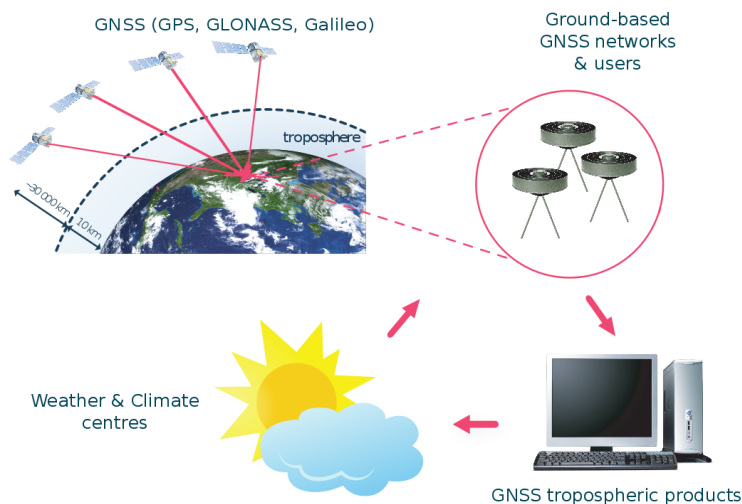 GNSS (GPS, GLONASS, Galileo)
Ground-based
GNSS networks
& users
troposphere
~30 000 km
10 km
Weather & Climate
centres
GNSS tropospheric products